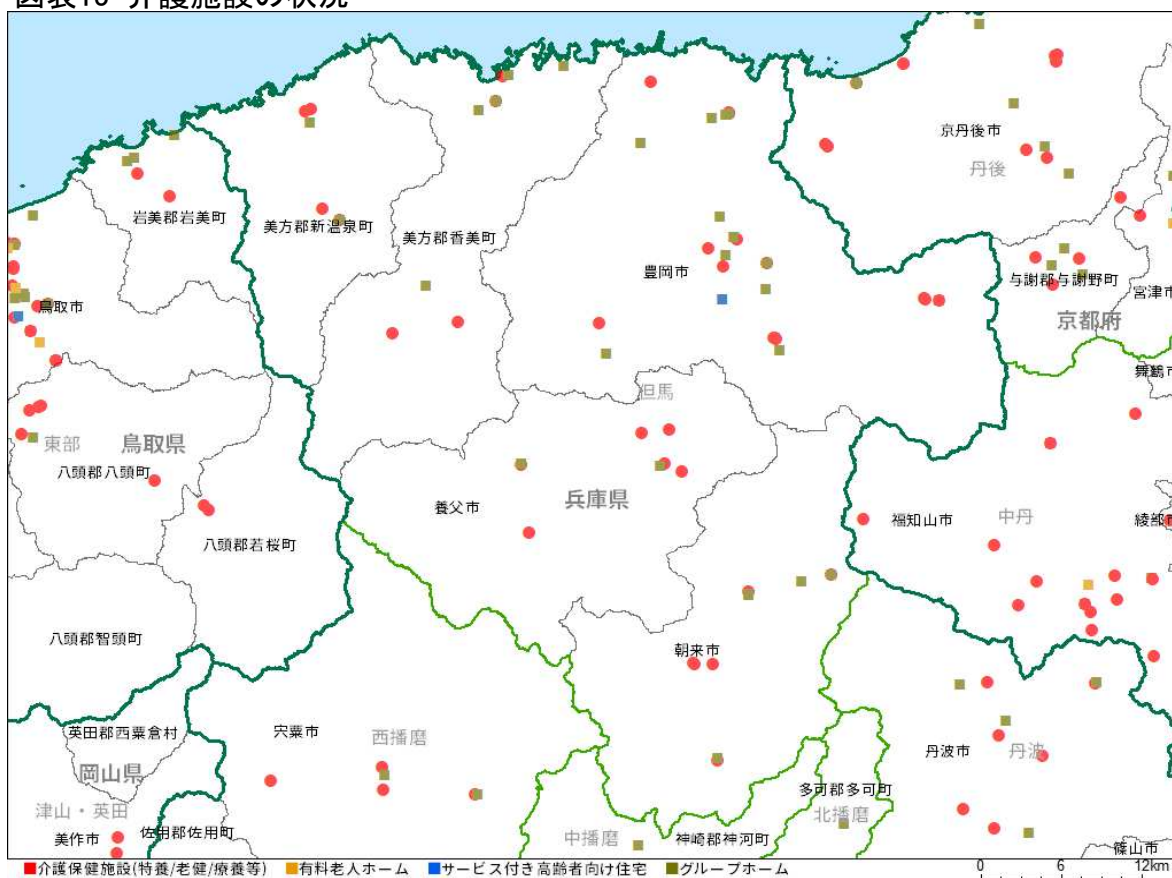 図表10 介護施設の状況
京丹後市
丹後
岩美郡岩美町
美方郡新温泉町
美方郡香美町
豊岡市
与謝郡与謝野町
宮津市
鳥取市
京都府
舞鶴市
但馬
東部
鳥取県
八頭郡八頭町
兵庫県
養父市
福知山市
中丹
綾部市
八頭郡若桜町
八頭郡智頭町
朝来市
英田郡西粟倉村
宍粟市
西播磨
丹波市
丹波
岡山県
多可郡多可町
津山・英田
北播磨
美作市
佐用郡佐用町
中播磨
神崎郡神河町
篠山市
介護保健施設(特養/老健/療養等) 有料老人ホーム サービス付き高齢者向け住宅 グループホーム
0 6 12km